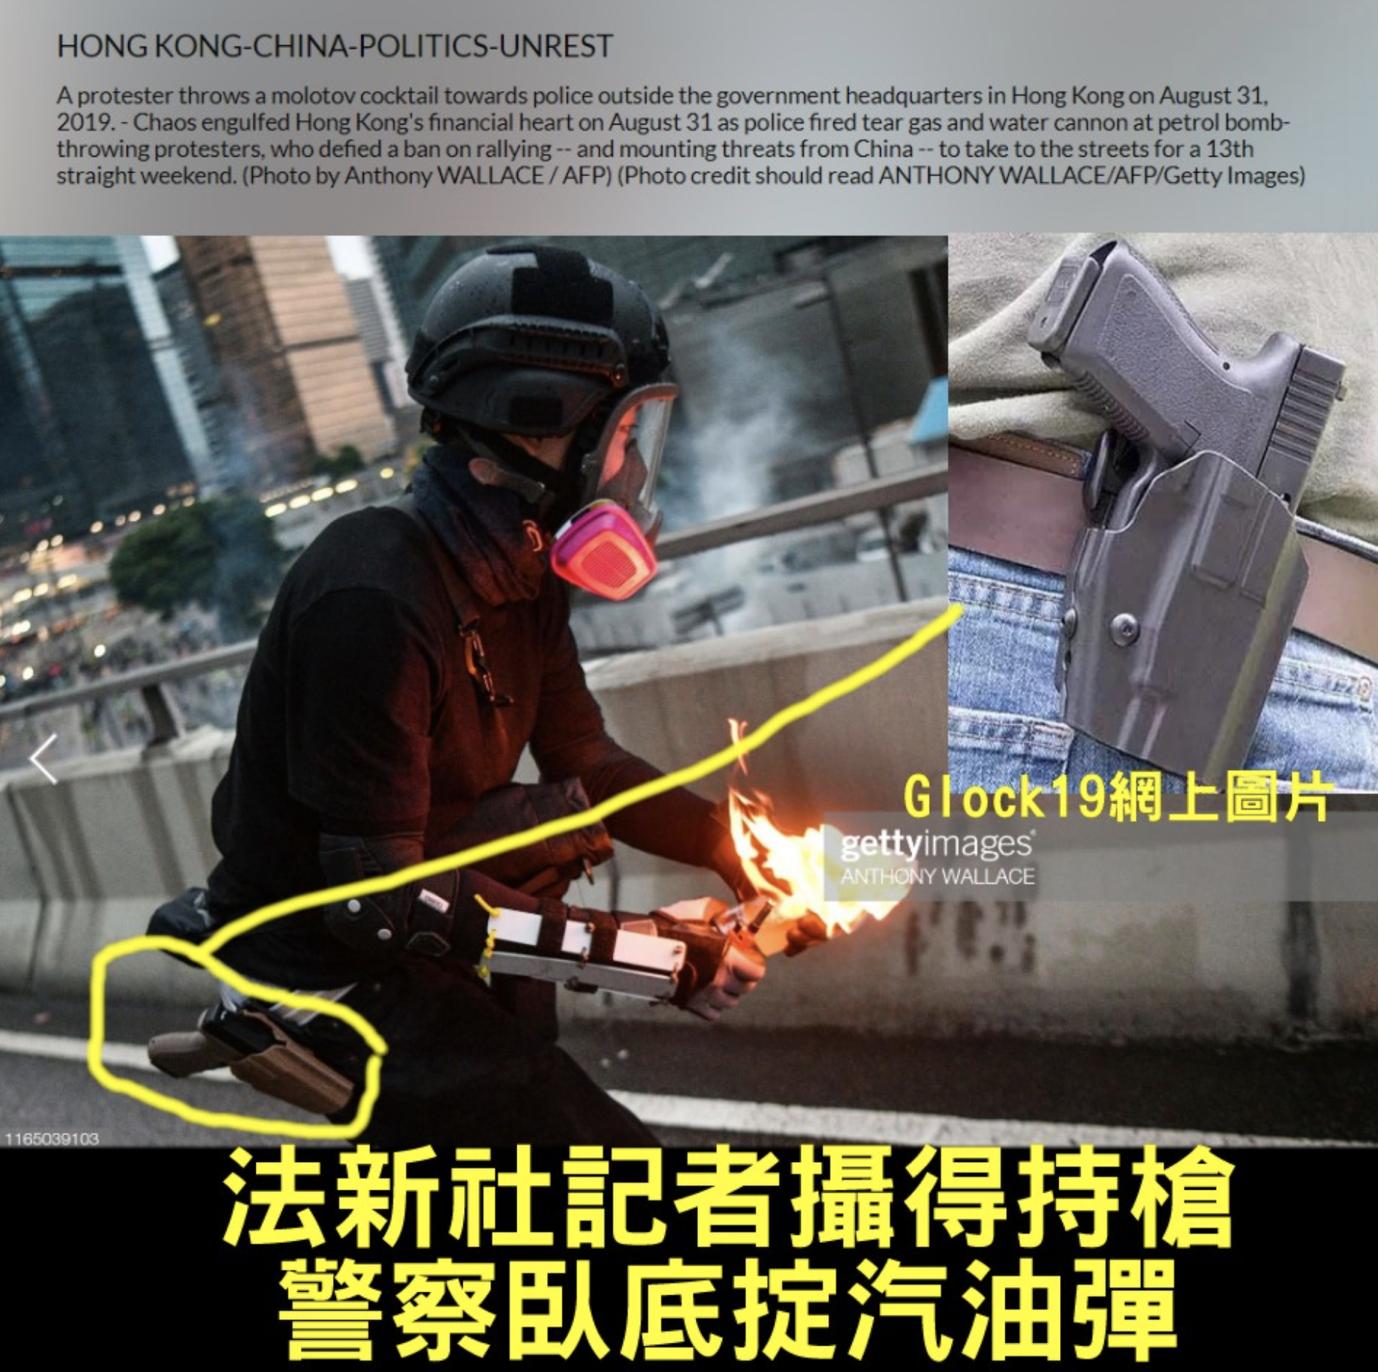 HONG KONG-CHINA-POLITICS-UNREST
A protester throws a molotov cocktail towards police outside the government headquarters in Hong Kong on August 31,
2019. - Chaos engulfed Hong Kong's financial heart on August 31 as police fired tear gas and water cannon at petrol bomb-
throwing protesters, who defied a ban on rallying -- and mounting threats from China -- to take to the streets for a 13th
straight weekend. (Photo by Anthony WALLACE / AFP) (Photo credit should read ANTHONY WALLACE/AFP/Getty Images)
Glock19網上圖片
gettyimages®
ANTHONY WALLACE
1165039103
法新社記者攝得持槍
警察臥底掟汽油彈